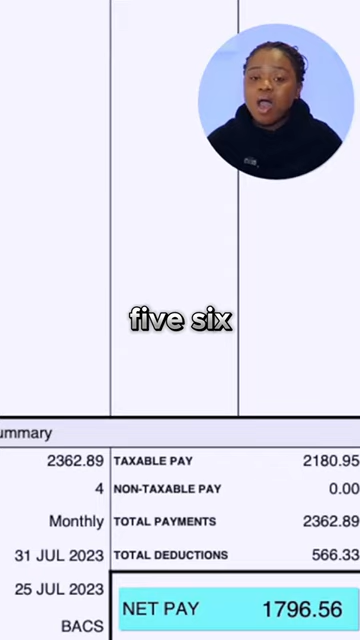 five six
ummary
2362.89 TAXABLE PAY 2180.95
4 NON-TAXABLE PAY 0.00
Monthly TOTAL PAYMENTS 2362.89
31 JUL 2023 TOTAL DEDUCTIONS 566.33
25 JUL 2023
NET PAY 1796.56
BACS